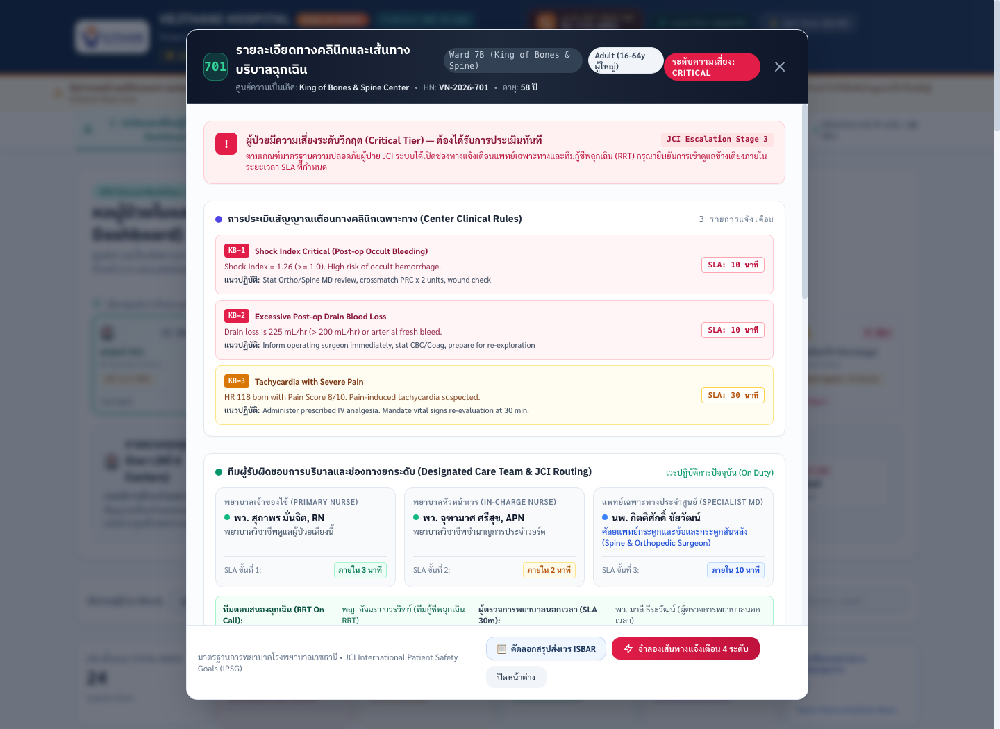 701
รายละเอียดทางคลินิกและเส้นทาง
บริบาลฉุกเฉิน
Ward 7B (King of Bones &
Spine)
Adult (16-64y
ผู้ใหญ่)
ระดับความเสี่ยง:
CRITICAL
ศูนย์ความเป็นเลิศ: King of Bones & Spine Center • HN: VN-2026-701 • อายุ: 58 ปี
!
ผู้ป่วยมีความเสี่ยงระดับวิกฤต (Critical Tier) — ต้องได้รับการประเมินทันที
JCI Escalation Stage 3
ตามเกณฑ์มาตรฐานความปลอดภัยผู้ป่วย JCI ระบบได้เปิดช่องทางแจ้งเตือนแพทย์เฉพาะทางและทีมกู้ชีพฉุกเฉิน (RRT) กรุณายืนยันการเข้าดูแลข้างเตียงภายใน
ระยะเวลา SLA ที่กำหนด
การประเมินสัญญาณเตือนทางคลินิกเฉพาะทาง (Center Clinical Rules)
3 รายการแจ้งเตือน
KB-1 Shock Index Critical (Post-op Occult Bleeding)
Shock Index = 1.26 (>= 1.0). High risk of occult hemorrhage.
แนวปฏิบัติ: Stat Ortho/Spine MD review, crossmatch PRC x 2 units, wound check
SLA: 10 นาที
KB-2 Excessive Post-op Drain Blood Loss
Drain loss is 225 mL/hr (> 200 mL/hr) or arterial fresh bleed.
แนวปฏิบัติ: Inform operating surgeon immediately, stat CBC/Coag, prepare for re-exploration
SLA: 10 นาที
KB-3 Tachycardia with Severe Pain
HR 118 bpm with Pain Score 8/10. Pain-induced tachycardia suspected.
แนวปฏิบัติ: Administer prescribed IV analgesia. Mandate vital signs re-evaluation at 30 min.
SLA: 30 นาที
ทีมผู้รับผิดชอบการบริบาลและช่องทางยกระดับ (Designated Care Team & JCI Routing)
เวรปฏิบัติการปัจจุบัน (On Duty)
พยาบาลเจ้าของไข้ (PRIMARY NURSE)
พว. สุภาพร มั่นจิต, RN
พยาบาลวิชาชีพดูแลผู้ป่วยเตียงนี้
SLA ขั้นที่ 1:
ภายใน 3 นาที
พยาบาลหัวหน้าเวร (IN-CHARGE NURSE)
พว. จุฑามาศ ศรีสุข, APN
พยาบาลวิชาชีพชำนาญการประจำวอร์ด
SLA ขั้นที่ 2:
ภายใน 2 นาที
แพทย์เฉพาะทางประจำศูนย์ (SPECIALIST MD)
นพ. กิตติศักดิ์ ชัยวัฒน์
ศัลยแพทย์กระดูกและข้อและกระดูกสันหลัง
(Spine & Orthopedic Surgeon)
SLA ขั้นที่ 3:
ภายใน 10 นาที
ทีมตอบสนองฉุกเฉิน (RRT On
Call):
พญ. อัจฉรา บวรวิทย์ (ทีมกู้ชีพฉุกเฉิน
RRT)
ผู้ตรวจการพยาบาลนอกเวลา (SLA
30m):
พว. มาลี ธีระวัฒน์ (ผู้ตรวจการพยาบาลนอก
เวลา)
มาตรฐานการพยาบาลโรงพยาบาลเวชธานี • JCI International Patient Safety
Goals (IPSG)
คัดลอกสรุปส่งเวร ISBAR
จำลองเส้นทางแจ้งเตือน 4 ระดับ
ปิดหน้าต่าง
VEJTHANI HOSPITAL
24